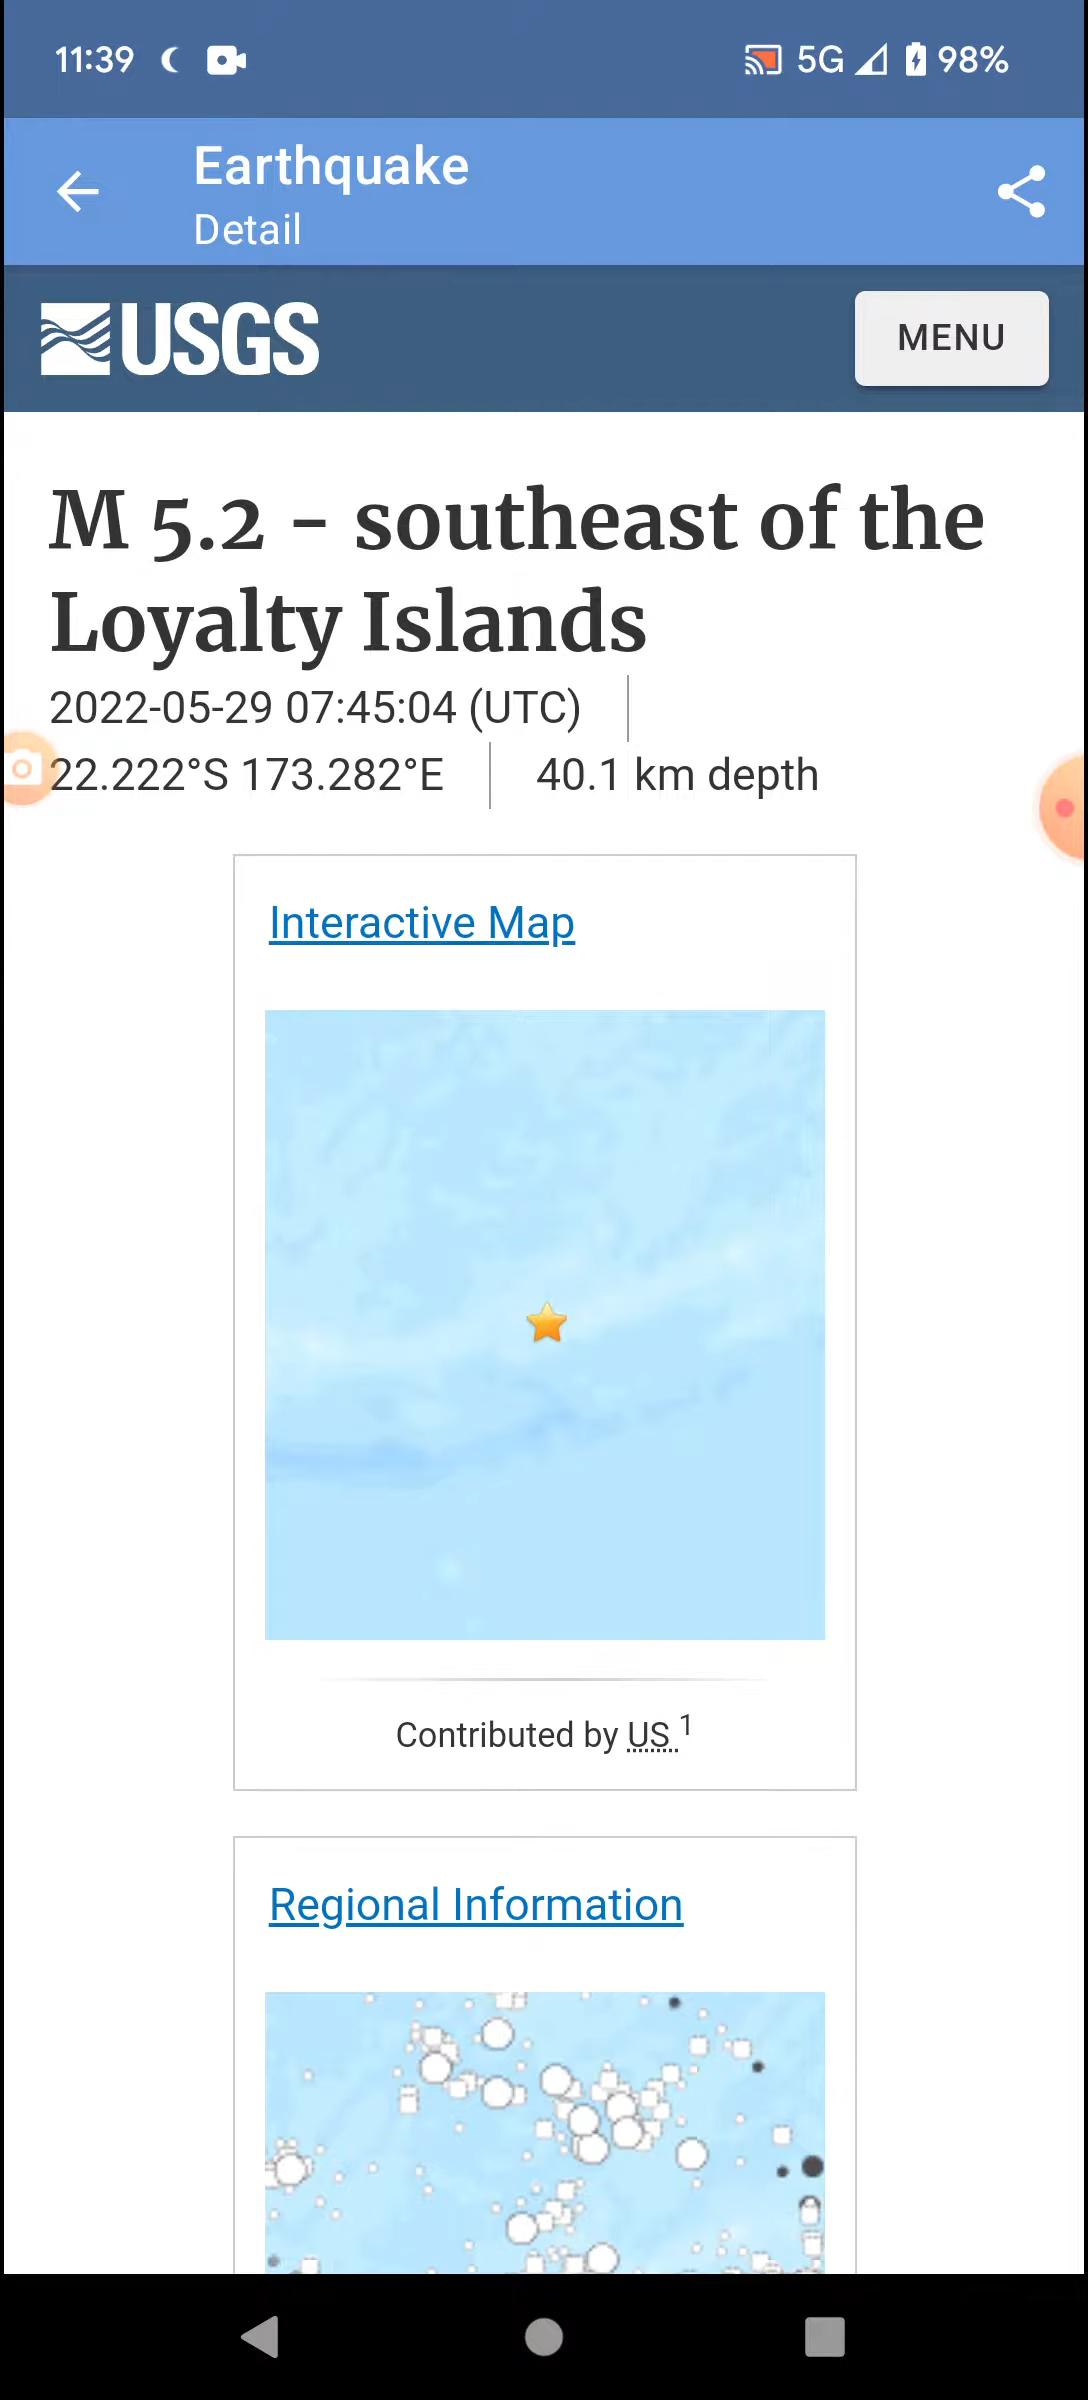 11:39 5G 98%
Earthquake
Detail
USGS MENU
M 5.2 - southeast of the
Loyalty Islands
2022-05-29 07:45:04 (UTC)
22.222°S 173.282°E 40.1 km depth
Interactive Map
Contributed by US 1
Regional Information